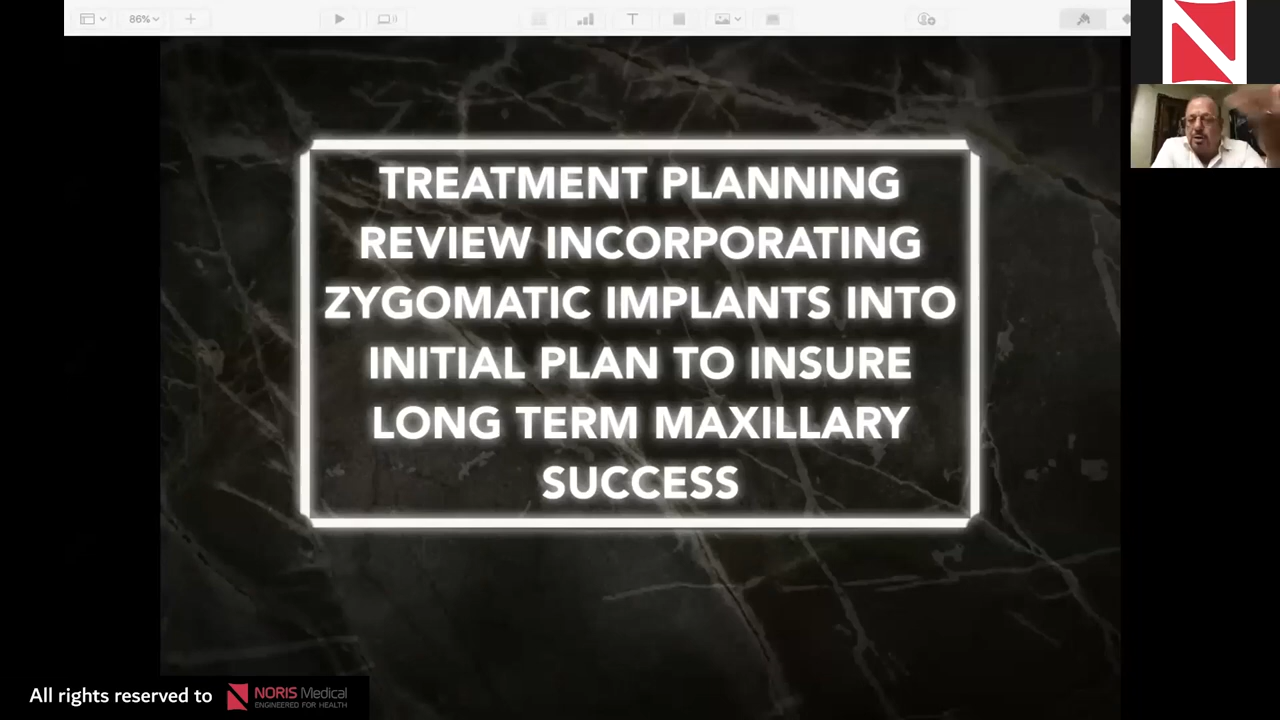 86%
TREATMENT PLANNING
REVIEW INCORPORATING
ZYGOMATIC IMPLANTS INTO
INITIAL PLAN TO INSURE
LONG TERM MAXILLARY
SUCCESS
All rights reserved to
NORIS Medical
ENGINEERED FOR HEALTH